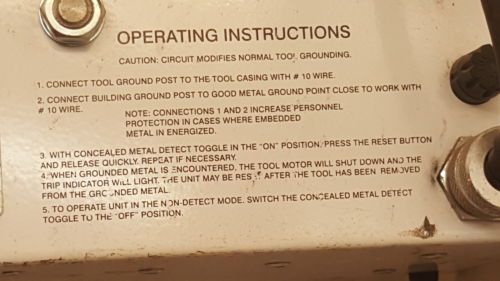 OPERATING INSTRUCTIONS
CAUTION: CIRCUIT MODIFIES NORMAL TOOL GROUNDING.
1. CONNECT TOOL GROUND POST TO THE TOOL CASING WITH # 10 WIRE.
2. CONNECT BUILDING GROUND POST TO GOOD METAL GROUND POINT CLOSE TO WORK WITH
# 10 WIRE.
NOTE: CONNECTIONS 1 AND 2 INCREASE PERSONNEL
PROTECTION IN CASES WHERE EMBEDDED
METAL IN ENERGIZED.
3. WITH CONCEALED METAL DETECT TOGGLE IN THE "ON" POSITION, PRESS THE RESET BUTTON
AND RELEASE QUICKLY. REPEAT IF NECESSARY.
4. WHEN GROUNDED METAL IS ENCOUNTERED, THE TOOL MOTOR WILL SHUT DOWN AND THE
TRIP INDICATOR WILL LIGHT. THE UNIT MAY BE RESET AFTER THE TOOL HAS BEEN REMOVED
FROM THE GROUNDED METAL.
5. TO OPERATE UNIT IN THE NON-DETECT MODE. SWITCH THE CONCEALED METAL DETECT
TOGGLE TO THE "OFF" POSITION.